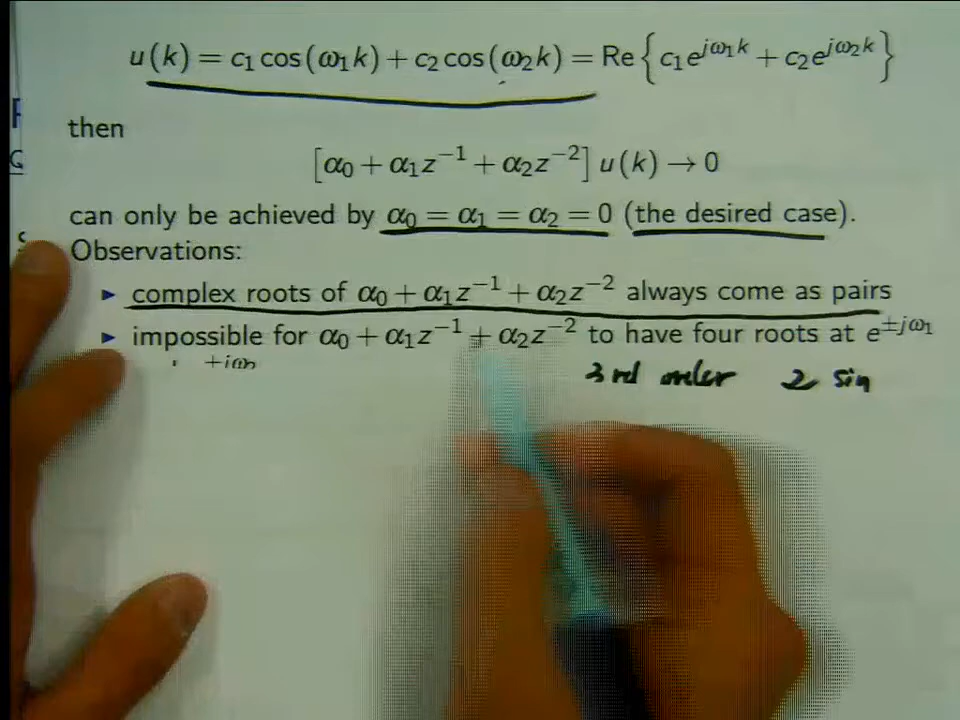 u(k) = c₁ cos(ω₁k) + c₂ cos(ω₂k) = Re{c₁e^{jω₁k} + c₂e^{jω₂k}}
then
[α₀ + α₁z⁻¹ + α₂z⁻²] u(k) → 0
can only be achieved by α₀ = α₁ = α₂ = 0 (the desired case).
Observations:
► complex roots of α₀ + α₁z⁻¹ + α₂z⁻² always come as pairs
► impossible for α₀ + α₁z⁻¹ + α₂z⁻² to have four roots at e^{±jω₁}
3rd order 2 sin